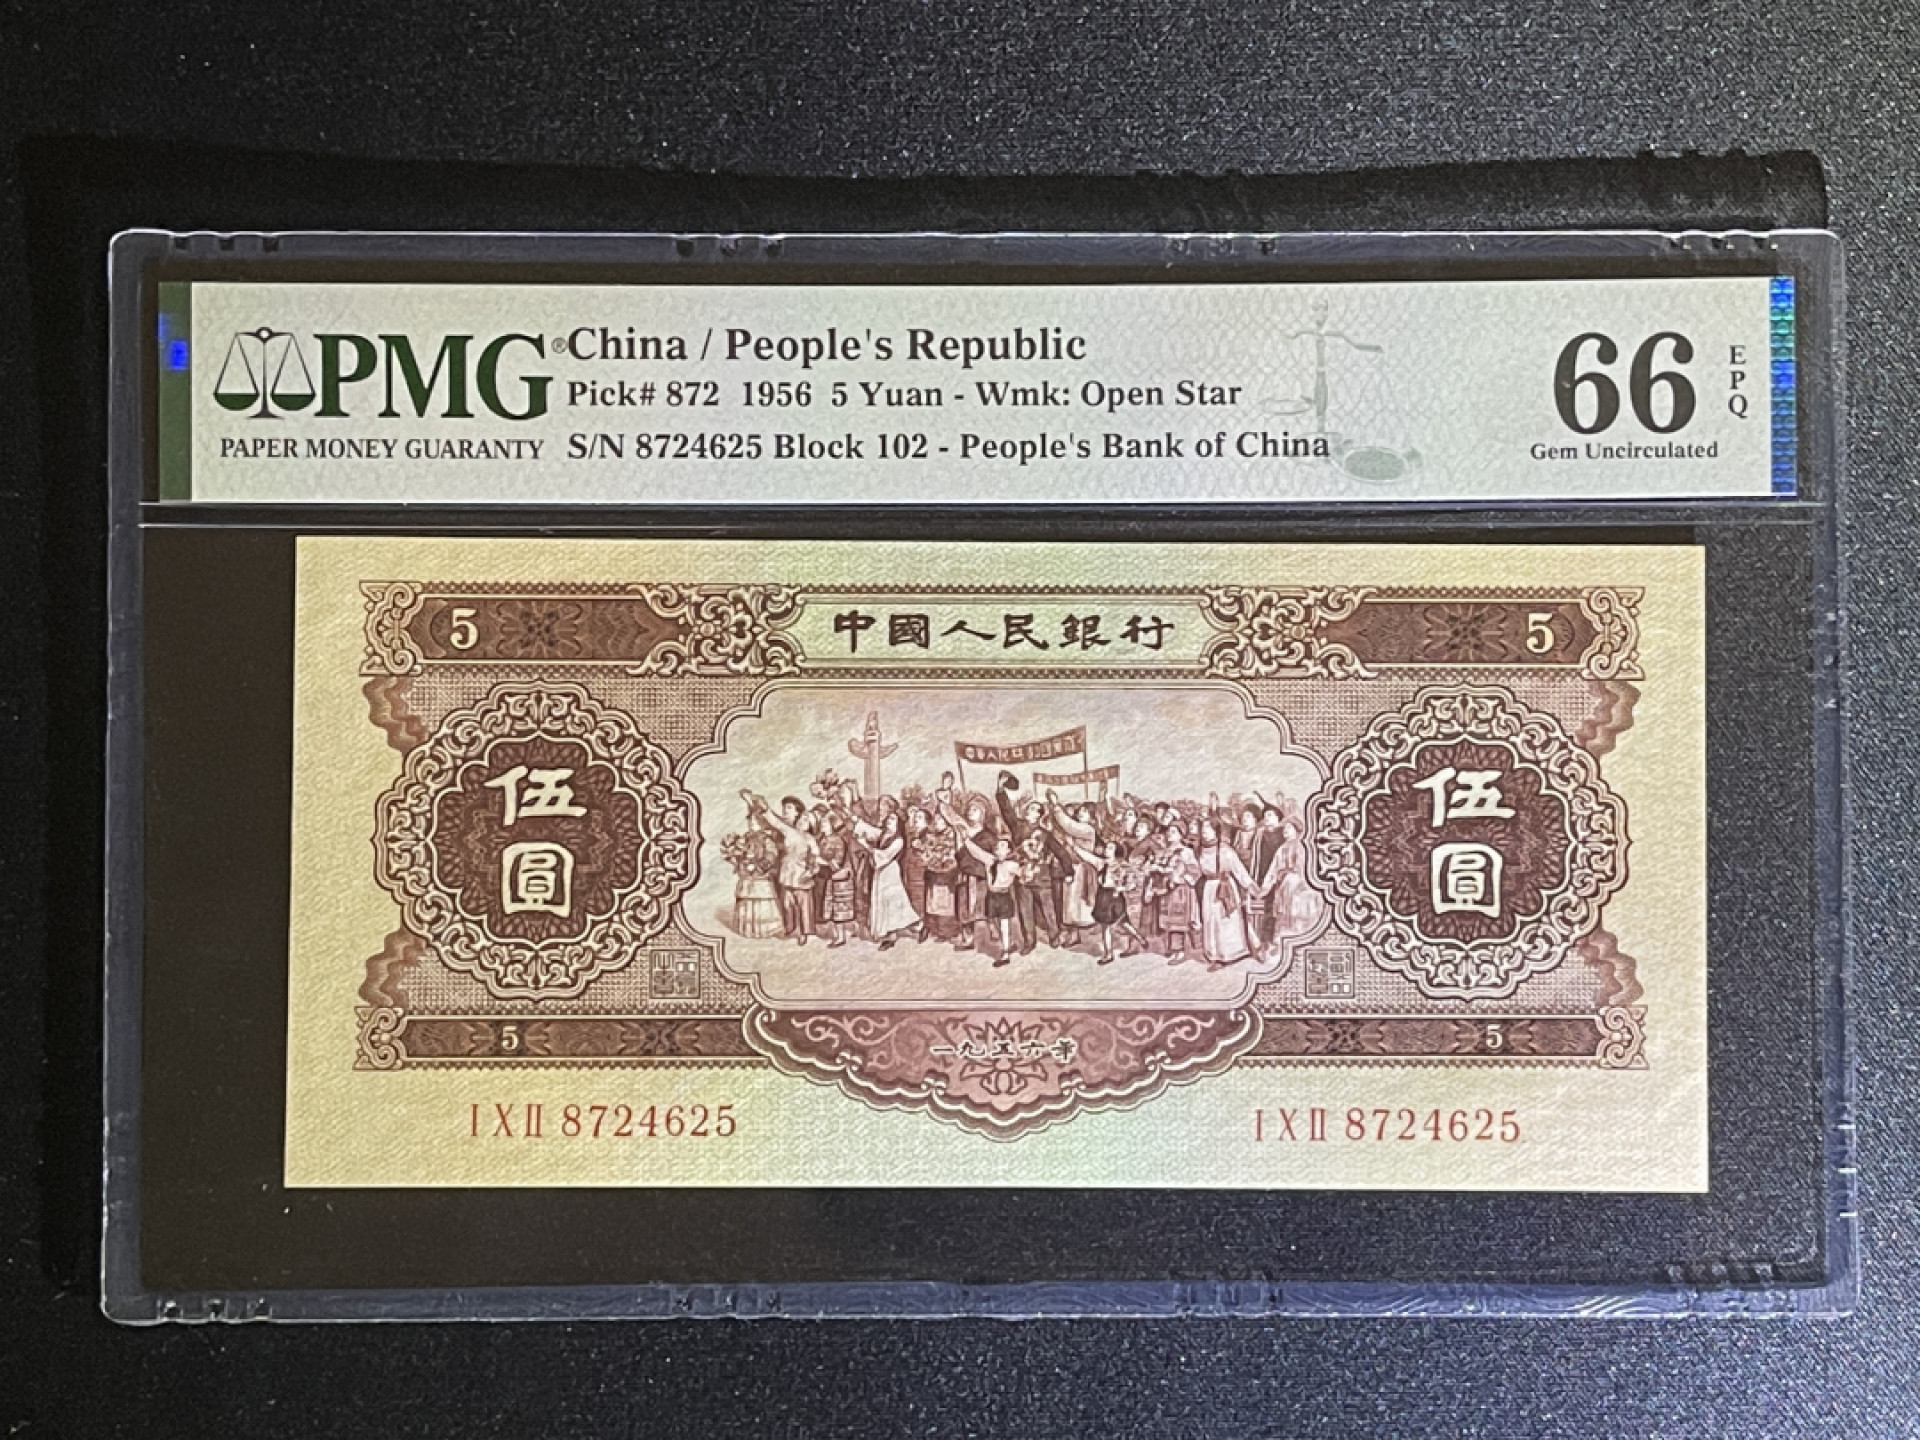 PMG®
PAPER MONEY GUARANTY
China / People's Republic
Pick# 872 1956 5 Yuan - Wmk: Open Star
S/N 8724625 Block 102 - People's Bank of China
66
EPQ
Gem Uncirculated
5 中國人民銀行 5
伍圓
伍圓
5 一九五六年 5
I X II 8724625
I X II 8724625